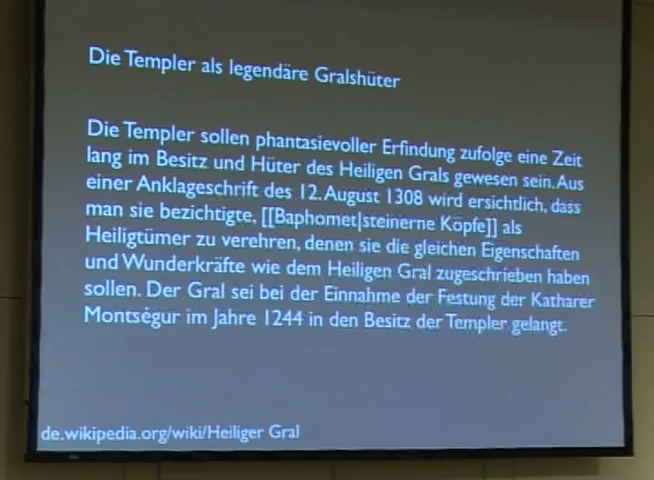 Die Templer als legendäre Gralshüter
Die Templer sollen phantasievoller Erfindung zufolge eine Zeit
lang im Besitz und Hüter des Heiligen Grals gewesen sein. Aus
einer Anklageschrift des 12. August 1308 wird ersichtlich, dass
man sie bezichtigte, [[Baphomet|steinerne Köpfe]] als
Heiligtümer zu verehren, denen sie die gleichen Eigenschaften
und Wunderkräfte wie dem Heiligen Gral zugeschrieben haben
sollen. Der Gral sei bei der Einnahme der Festung der Katharer
Montségur im Jahre 1244 in den Besitz der Templer gelangt.
de.wikipedia.org/wiki/Heiliger Gral